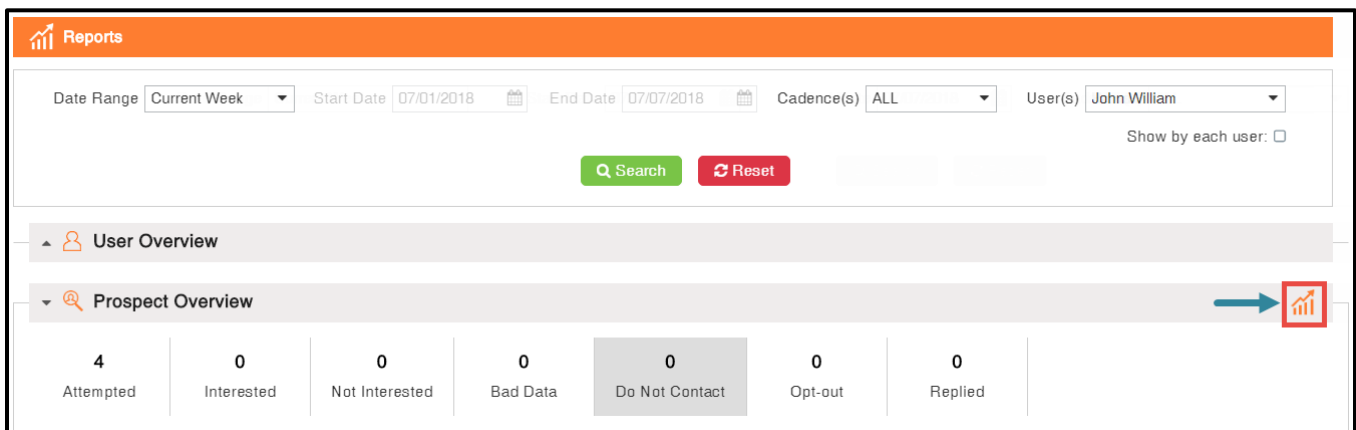 Reports
Date Range Current Week Start Date 07/01/2018 End Date 07/07/2018 Cadence(s) ALL User(s) John William
Show by each user:
Search Reset
User Overview
Prospect Overview
4 0 0 0 0 0 0
Attempted Interested Not Interested Bad Data Do Not Contact Opt-out Replied